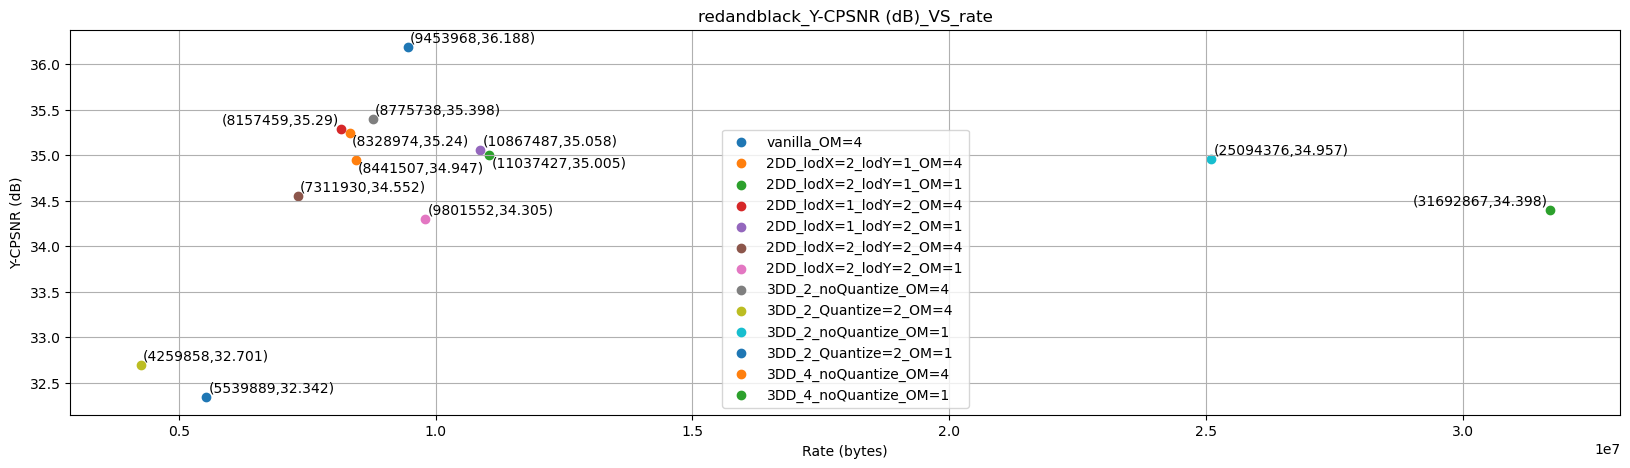 redandblack_Y-CPSNR (dB)_VS_rate
Y-CPSNR (dB)
36.0
35.5
35.0
34.5
34.0
33.5
33.0
32.5
(9453968,36.188)
(8775738,35.398)
(8157459,35.29)
(8328974,35.24)
(10867487,35.058)
(11037427,35.005)
(8441507,34.947)
(7311930,34.552)
(9801552,34.305)
(25094376,34.957)
(31692867,34.398)
(4259858,32.701)
(5539889,32.342)
vanilla_OM=4
2DD_lodX=2_lodY=1_OM=4
2DD_lodX=2_lodY=1_OM=1
2DD_lodX=1_lodY=2_OM=4
2DD_lodX=1_lodY=2_OM=1
2DD_lodX=2_lodY=2_OM=4
2DD_lodX=2_lodY=2_OM=1
3DD_2_noQuantize_OM=4
3DD_2_Quantize=2_OM=4
3DD_2_noQuantize_OM=1
3DD_2_Quantize=2_OM=1
3DD_4_noQuantize_OM=4
3DD_4_noQuantize_OM=1
0.5 1.0 1.5 2.0 2.5 3.0
1e7
Rate (bytes)